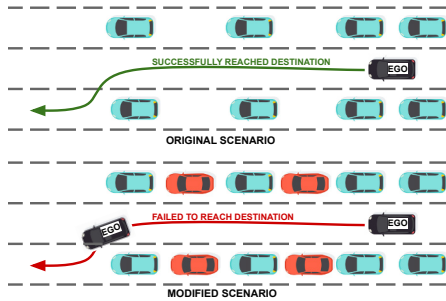 SUCCESSFULLY REACHED DESTINATION
EGO
ORIGINAL SCENARIO
FAILED TO REACH DESTINATION
EGO
EGO
MODIFIED SCENARIO